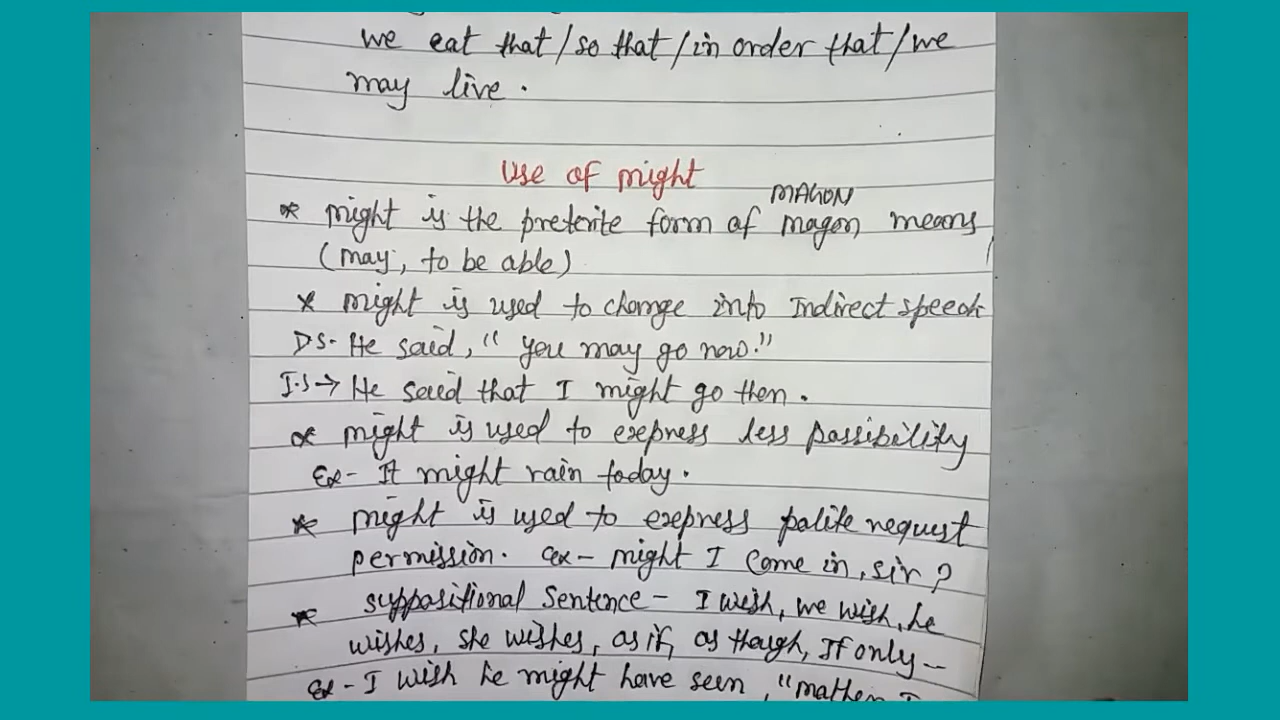 we eat that/so that/in order that/we
may live.
Use of might
MAGON
* might is the preterite form of magon means
(may, to be able)
* might is used to change into Indirect speech
D S- He said, "you may go now."
I.S→ He said that I might go then.
* might is used to express less possibility
Ex- It might rain today.
* might is used to express polite request
permission. Ex- might I come in, sir?
* suppositional sentence - I wish, we wish, he
wishes, she wishes, as if, as though, If only -
Ex - I wish he might have seen, "